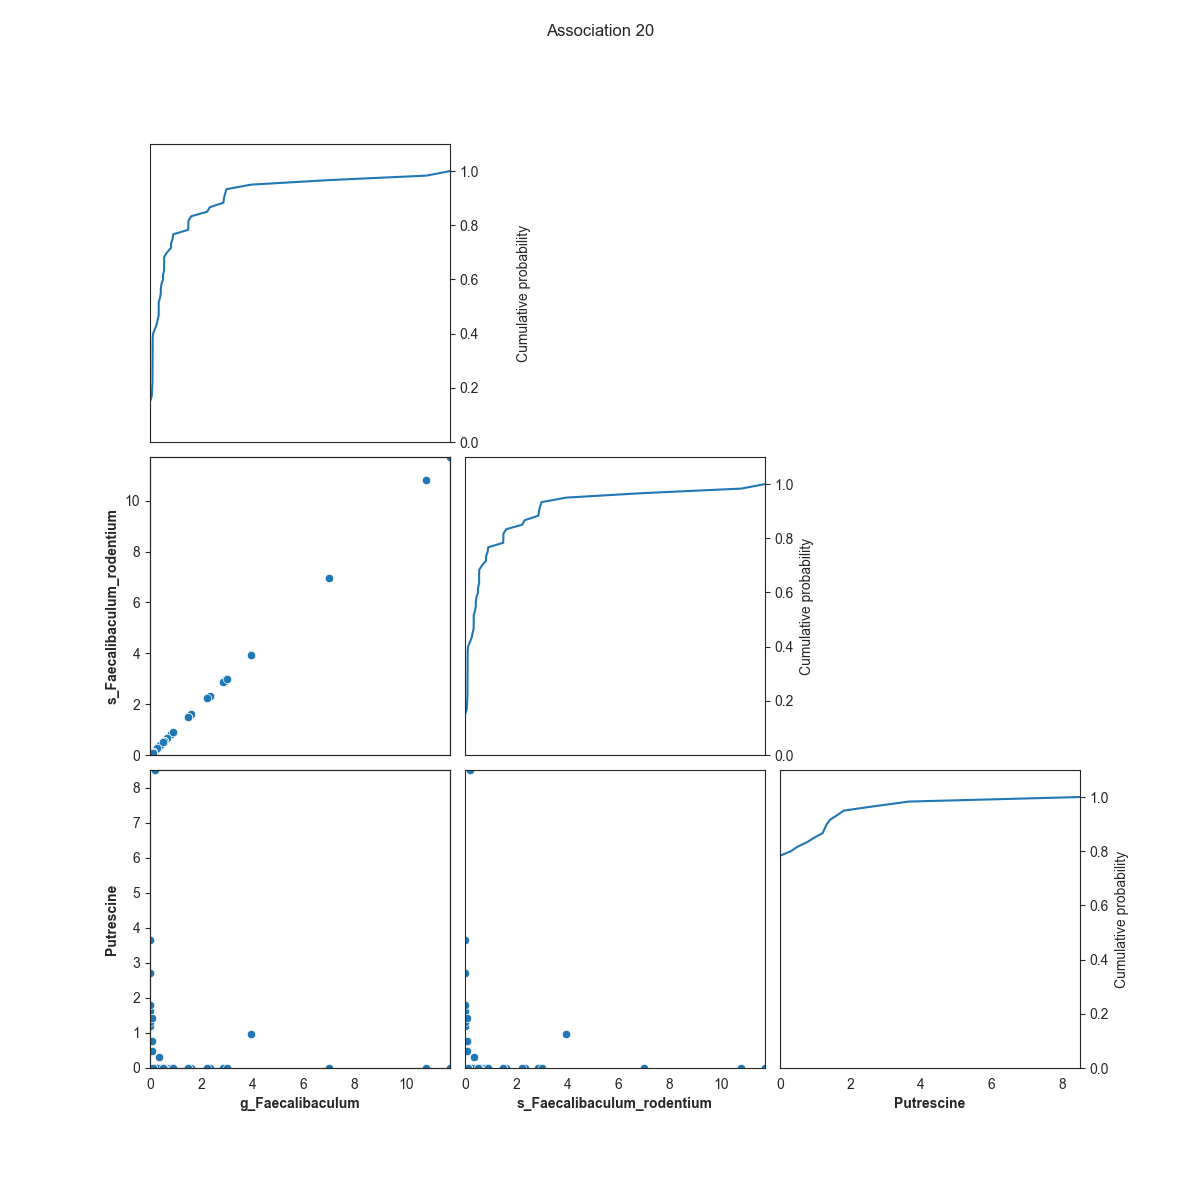 Association 20
1.0
0.8
0.6
0.4
0.2
0.0
Cumulative probability
s_Faecalibaculum_rodentium
10
8
6
4
2
0
1.0
0.8
0.6
0.4
0.2
0.0
Cumulative probability
Putrescine
8
7
6
5
4
3
2
1
0
1.0
0.8
0.6
0.4
0.2
0.0
Cumulative probability
0 2 4 6 8 10
0 2 4 6 8 10
0 2 4 6 8
g_Faecalibaculum
s_Faecalibaculum_rodentium
Putrescine